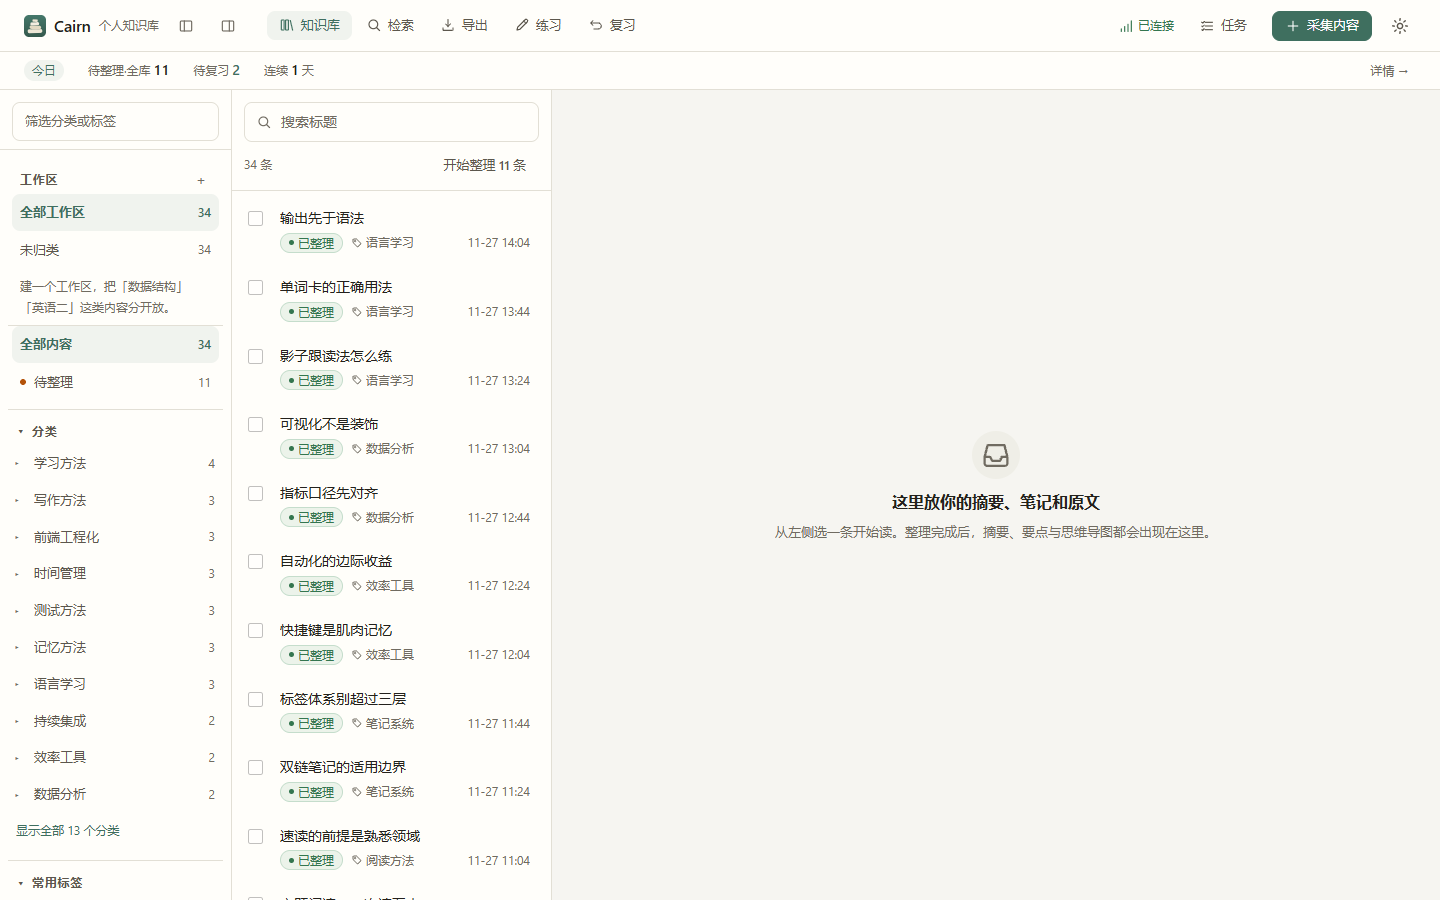 Cairn 个人知识库 知识库 检索 导出 练习 复习 已连接 任务 + 采集内容
今日 待整理·全库 11 待复习 2 连续 1 天 详情 →
筛选分类或标签
工作区 +
全部工作区 34
未归类 34
建一个工作区，把「数据结构」
「英语二」这类内容分开放。
全部内容 34
待整理 11
分类
学习方法 4
写作方法 3
前端工程化 3
时间管理 3
测试方法 3
记忆方法 3
语言学习 3
持续集成 2
效率工具 2
数据分析 2
显示全部 13 个分类
常用标签
搜索标题
34 条 开始整理 11 条
输出先于语法
已整理 语言学习 11-27 14:04
单词卡的正确用法
已整理 语言学习 11-27 13:44
影子跟读法怎么练
已整理 语言学习 11-27 13:24
可视化不是装饰
已整理 数据分析 11-27 13:04
指标口径先对齐
已整理 数据分析 11-27 12:44
自动化的边际收益
已整理 效率工具 11-27 12:24
快捷键是肌肉记忆
已整理 效率工具 11-27 12:04
标签体系别超过三层
已整理 笔记系统 11-27 11:44
双链笔记的适用边界
已整理 笔记系统 11-27 11:24
速读的前提是熟悉领域
已整理 阅读方法 11-27 11:04
这里放你的摘要、笔记和原文
从左侧选一条开始读。整理完成后，摘要、要点与思维导图都会出现在这里。